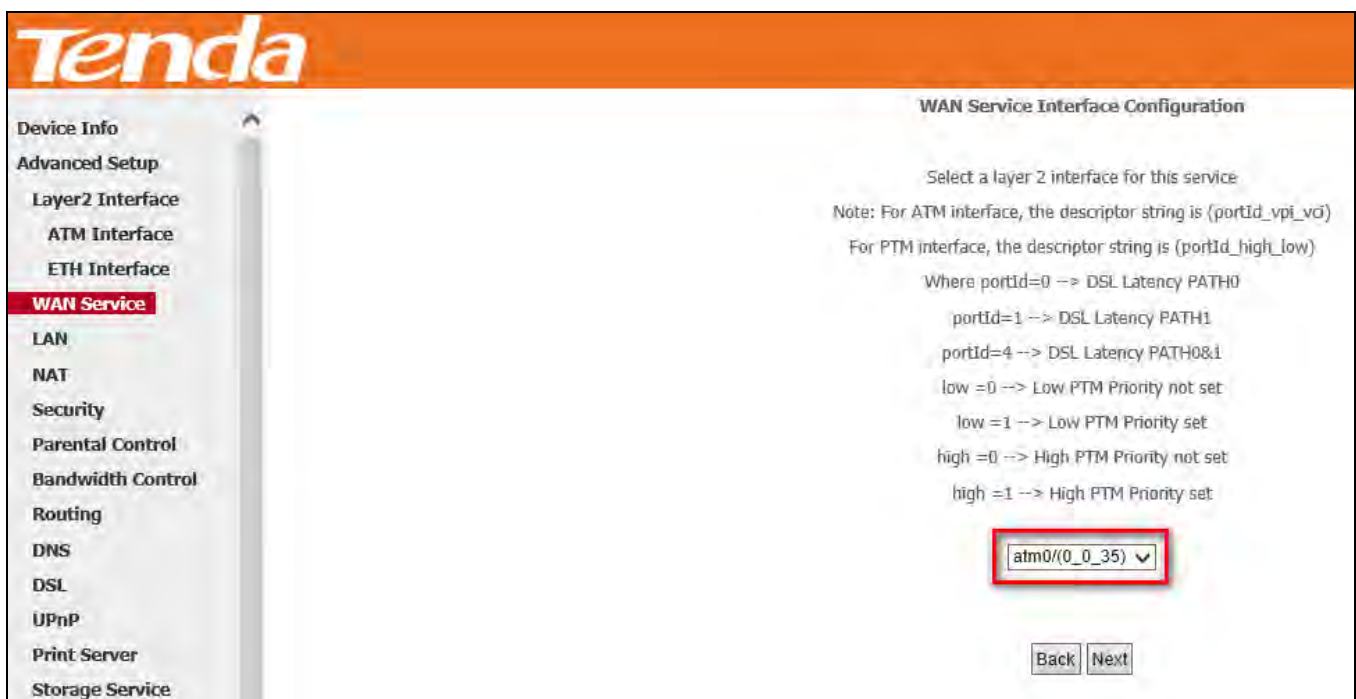 Tenda
Device Info
Advanced Setup
Layer2 Interface
ATM Interface
ETH Interface
WAN Service
LAN
NAT
Security
Parental Control
Bandwidth Control
Routing
DNS
DSL
UPnP
Print Server
Storage Service
WAN Service Interface Configuration
Select a layer 2 interface for this service
Note: For ATM interface, the descriptor string is (portId_vpi_vci)
For PTM interface, the descriptor string is (portId_high_low)
Where portId=0 --> DSL Latency PATH0
portId=1 --> DSL Latency PATH1
portId=4 --> DSL Latency PATH0&1
low =0 --> Low PTM Priority not set
low =1 --> Low PTM Priority set
high =0 --> High PTM Priority not set
high =1 --> High PTM Priority set
atm0/(0_0_35)
Back Next